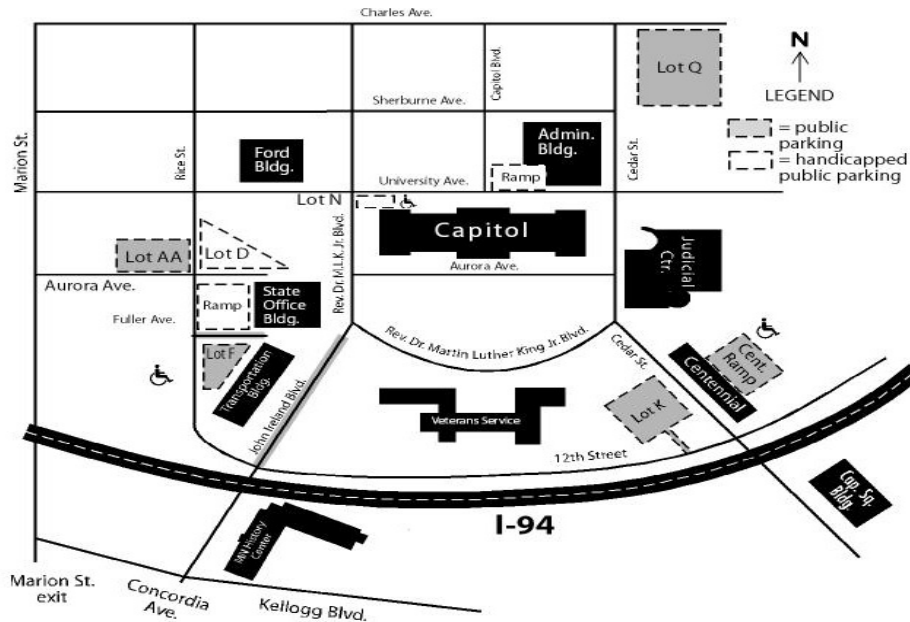 Charles Ave.
N
Lot Q
Capitol Blvd.
LEGEND
Sherburne Ave.
= public
parking
= handicapped
public parking
Marion St.
Rice St.
Ford
Bldg.
Admin.
Bldg.
Cedar St.
University Ave.
Ramp
Lot N
Rev. Dr. M.L.K. Jr. Blvd.
Capitol
Lot AA
Lot D
Judicial
Ctr.
Aurora Ave.
Aurora Ave.
Ramp
State
Office
Bldg.
Fuller Ave.
Rev. Dr. Martin Luther King Jr. Blvd.
Cedar St.
Lot F
Transportation
Bldg.
John Ireland Blvd.
Cent.
Ramp
Centennial
Veterans Service
Lot K
12th Street
Cap. Sq.
Bldg.
I-94
MN History
Center
Marion St.
exit
Concordia
Ave.
Kellogg Blvd.